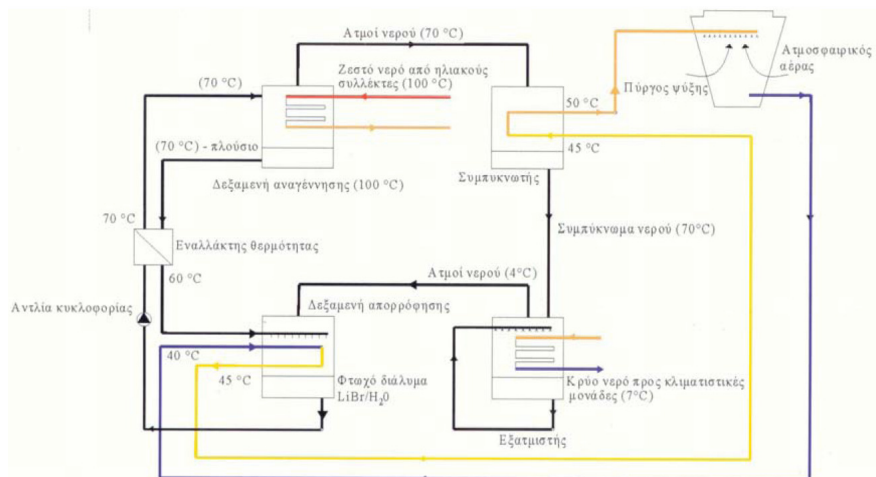 Ατμοί νερού (70 °C)
Ζεστό νερό από ηλιακούς
συλλέκτες (100 °C)
(70 °C)
Ατμοσφαιρικός
αέρας
Πύργος ψύξης
50 °C
45 °C
(70 °C) - πλούσιο
Δεξαμενή αναγέννησης (100 °C)
Συμπυκνωτής
70 °C
Εναλλάκτης θερμότητας
Συμπύκνωμα νερού (70°C)
60 °C
Ατμοί νερού (4°C)
Αντλία κυκλοφορίας
Δεξαμενή απορρόφησης
40 °C
45 °C
Φτωχό διάλυμα
LiBr/H₂0
Κρύο νερό προς κλιματιστικές
μονάδες (7°C)
Εξατμιστής